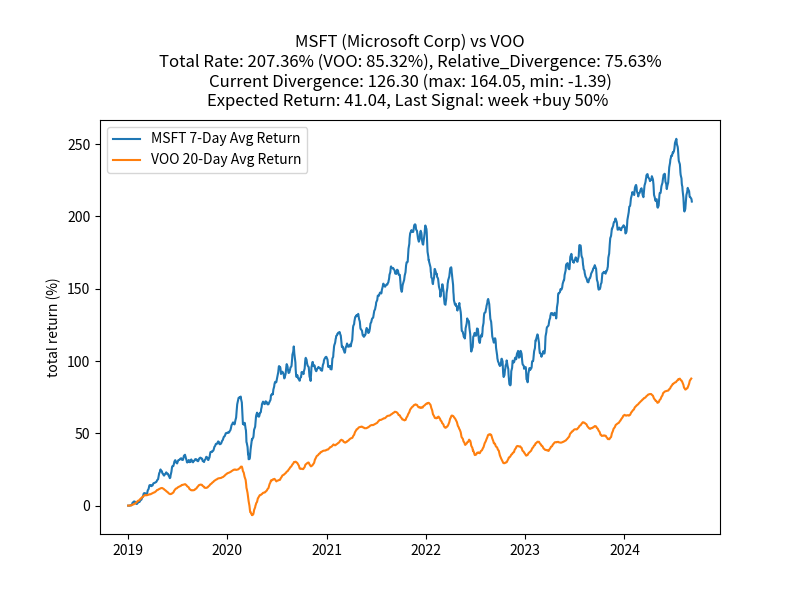 MSFT (Microsoft Corp) vs VOO
Total Rate: 207.36% (VOO: 85.32%), Relative_Divergence: 75.63%
Current Divergence: 126.30 (max: 164.05, min: -1.39)
Expected Return: 41.04, Last Signal: week +buy 50%
MSFT 7-Day Avg Return
VOO 20-Day Avg Return
total return (%)
250
200
150
100
50
0
2019
2020
2021
2022
2023
2024